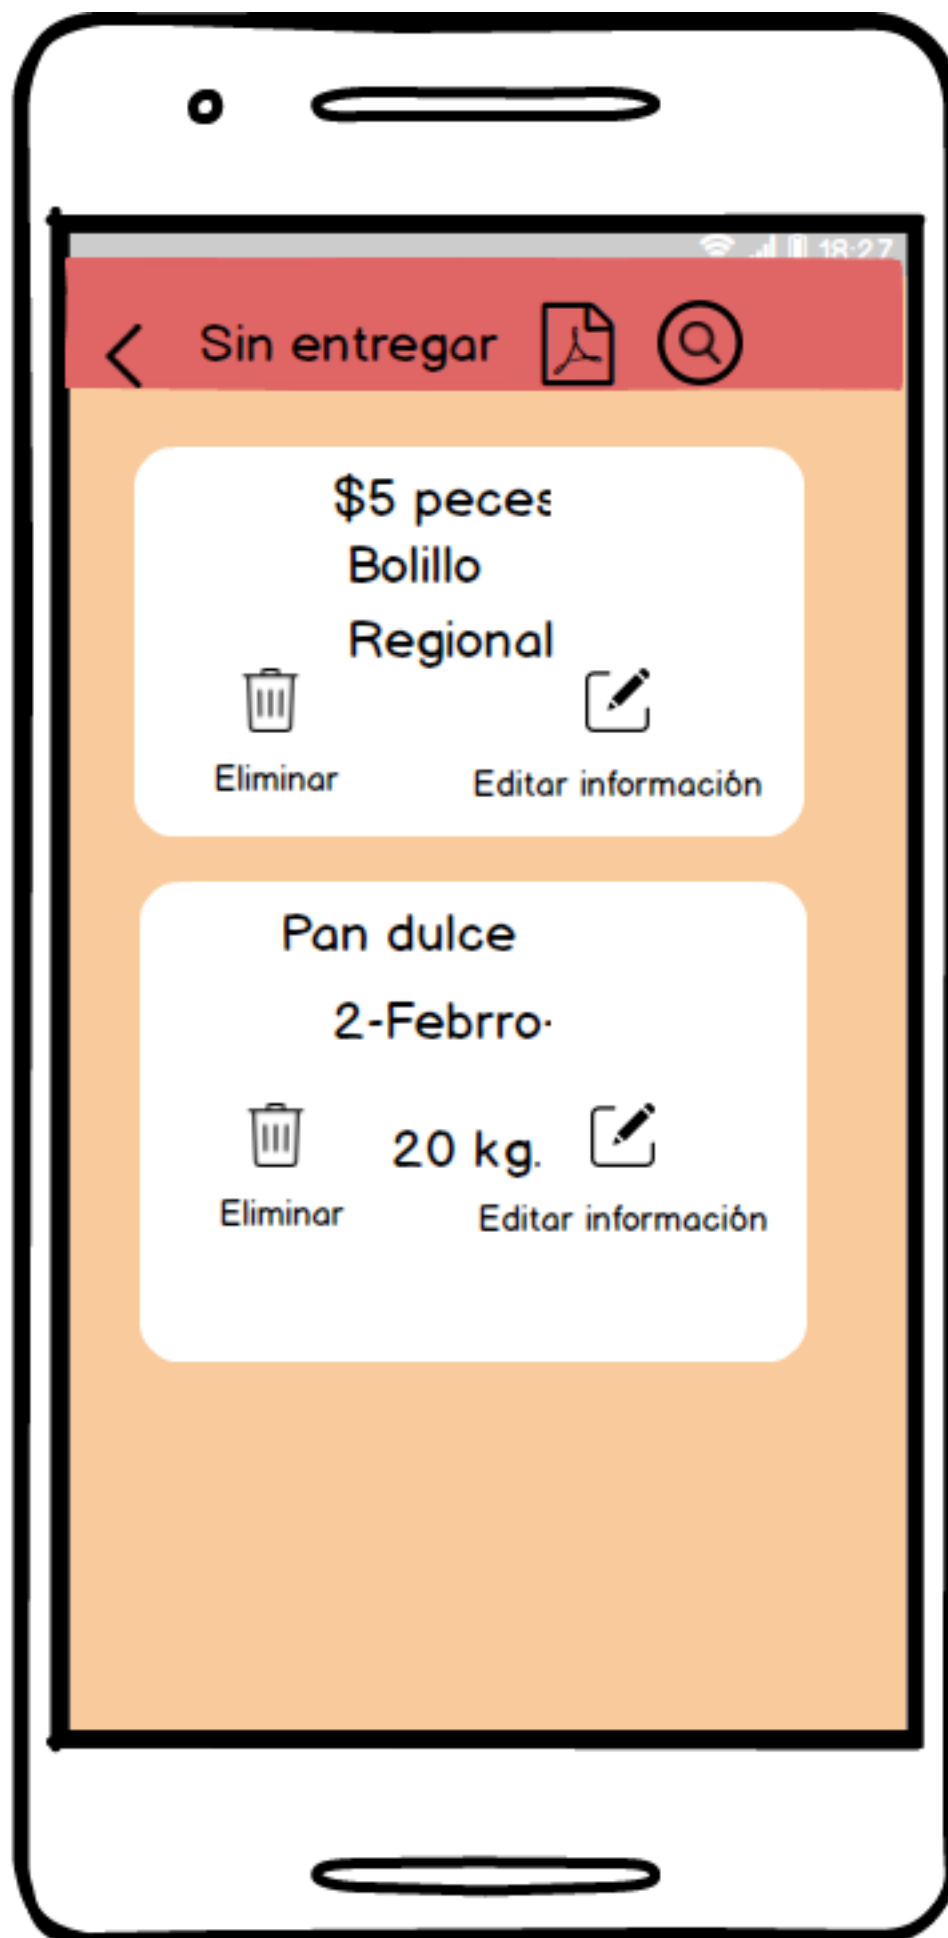 18:27
Sin entregar
$5 peces
Bolillo
Regional
Eliminar
Editar información
Pan dulce
2-Febrro-
20 kg.
Eliminar
Editar información